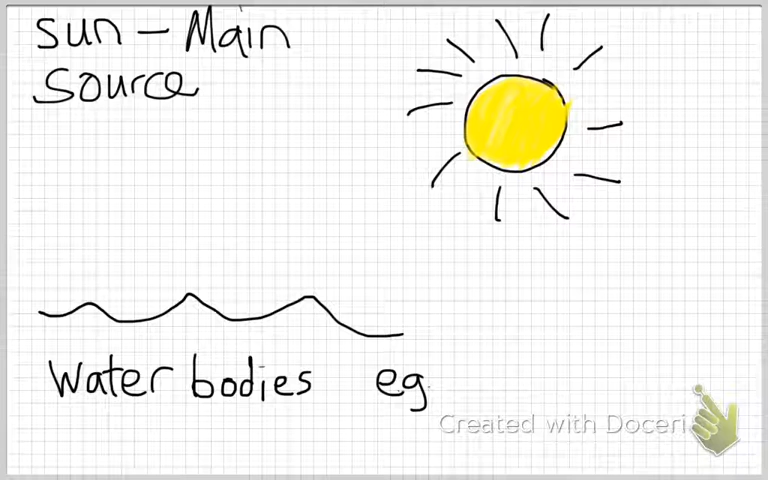 sun - Main
Source
Water bodies eg.
Created with Doceri